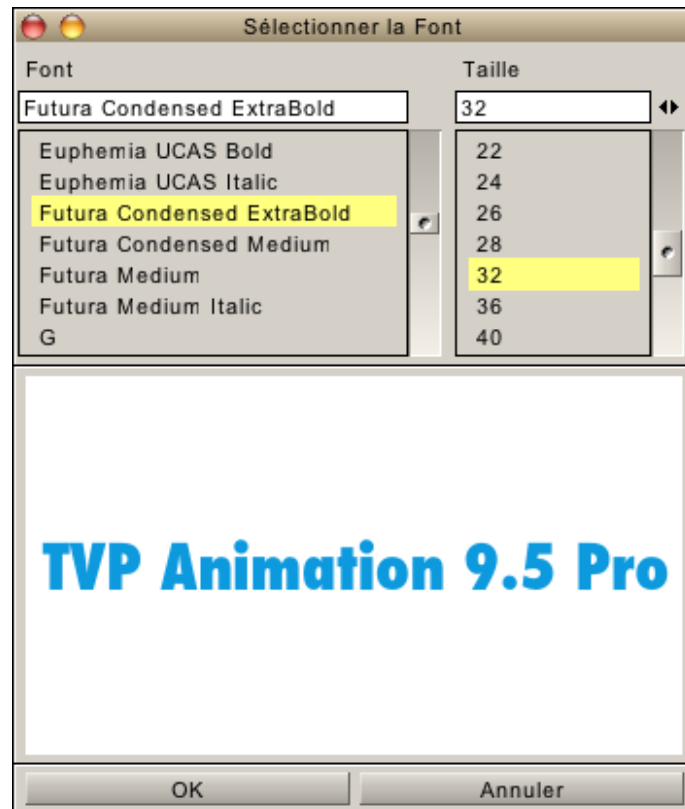 Sélectionner la Font
Font
Taille
Futura Condensed ExtraBold
32
Euphemia UCAS Bold
Euphemia UCAS Italic
Futura Condensed ExtraBold
Futura Condensed Medium
Futura Medium
Futura Medium Italic
G
22
24
26
28
32
36
40
TVP Animation 9.5 Pro
OK
Annuler